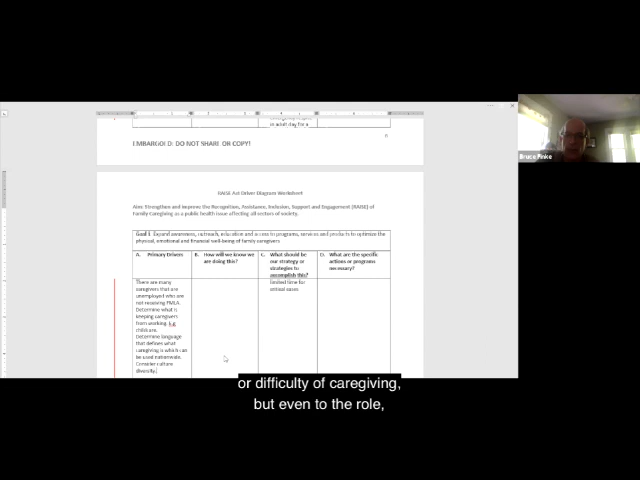 in adult day for a
EMBARGOED: DO NOT SHARE OR COPY!
RAISE Act Driver Diagram Worksheet
Aim: Strengthen and improve the Recognition, Assistance, Inclusion, Support and Engagement (RAISE) of
Family Caregiving as a public health issue affecting all sectors of society.
Goal 1 Expand awareness, outreach, education and access to programs, services and products to optimize the
physical, emotional and financial well-being of family caregivers
A. Primary Drivers
B. How will we know we
are doing this?
C. What should be
our strategy or
strategies to
accomplish this?
D. What are the specific
actions or programs
necessary?
There are many
caregivers that are
unemployed who are
not receiving FMLA.
Determine what is
keeping caregivers
from working. E.g.
childcare.
Determine language
that defines what
caregiving is which can
be used nationwide.
Consider culture
diversity.
limited time for
critical cases
Bruce Finke
or difficulty of caregiving,
but even to the role,